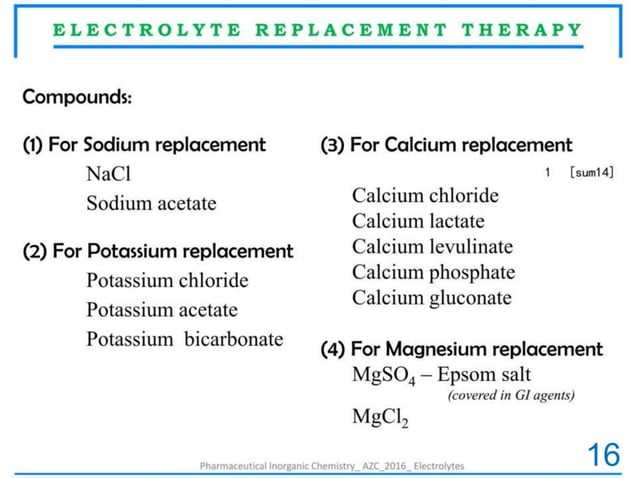 ELECTROLYTE REPLACEMENT THERAPY
Compounds:
(1) For Sodium replacement
NaCl
Sodium acetate
(2) For Potassium replacement
Potassium chloride
Potassium acetate
Potassium bicarbonate
(3) For Calcium replacement
1 [sum14]
Calcium chloride
Calcium lactate
Calcium levulinate
Calcium phosphate
Calcium gluconate
(4) For Magnesium replacement
MgSO₄ – Epsom salt
(covered in GI agents)
MgCl₂
Pharmaceutical Inorganic Chemistry_ AZC_2016_ Electrolytes
16